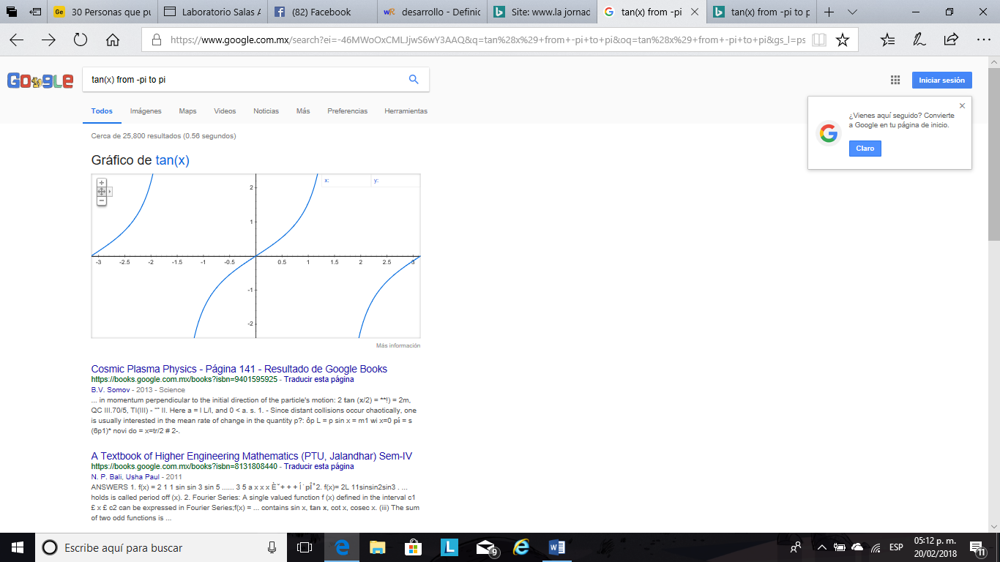 Ge
30 Personas que pu
Laboratorio Salas A
(82) Facebook
wR
desarrollo - Definic
Site: www.la jornad
tan(x) from -pi
tan(x) from -pi to p
https://www.google.com.mx/search?ei=-46MWoOxCMLJjwS6wY3AAQ&q=tan%28x%29+from+-pi+to+pi&oq=tan%28x%29+from+-pi+to+pi&gs_l=ps
Google
tan(x) from -pi to pi
Iniciar sesión
Todos
Imágenes
Maps
Videos
Noticias
Más
Preferencias
Herramientas
¿Vienes aquí seguido? Convierte
a Google en tu página de inicio.
Claro
Cerca de 25,800 resultados (0.56 segundos)
Gráfico de tan(x)
x:
y:
2
1
-3
-2.5
-2
-1.5
-1
-0.5
0.5
1
1.5
2
2.5
3
-1
-2
Más información
Cosmic Plasma Physics - Página 141 - Resultado de Google Books
https://books.google.com.mx/books?isbn=9401595925 - Traducir esta página
B.V. Somov - 2013 - Science
... in momentum perpendicular to the initial direction of the particle's motion: 2 tan (x/2) = **!) = 2m,
QC III.70/5, TI(III) - “” II. Here a = l L/l, and 0 < a. s. 1. - Since distant collisions occur chaotically, one
is usually interested in the mean rate of change in the quantity p?: ôp L = p sin x = m1 wi x=0 pí = s
(6p1)* novi do = x=tr/2 # 2-.
A Textbook of Higher Engineering Mathematics (PTU, Jalandhar) Sem-IV
https://books.google.com.mx/books?isbn=8131808440 - Traducir esta página
N. P. Bali, Usha Paul - 2011
ANSWERS 1. f(x) = 2 1 1 sin sin 3 sin 5 ...... 3 5 a x x x È˘+ + + Í˙pÎ˚2. f(x)= 2L 11sinsin2sin3 . ...
holds is called period off (x). 2. Fourier Series: A single valued function f (x) defined in the interval c1
£ x £ c2 can be expressed in Fourier Series;f(x) = ... contains sin x, tan x, cot x, cosec x. (iii) The sum
of two odd functions is ...
Escribe aquí para buscar
L
9
ESP
05:12 p. m.
20/02/2018
11